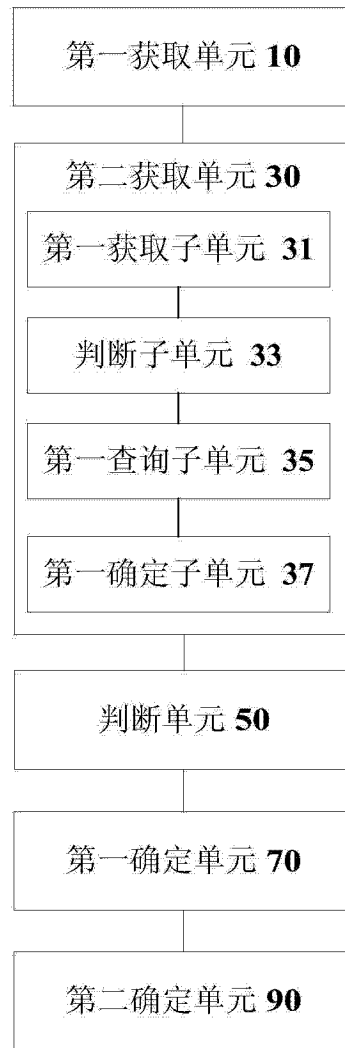 第一获取单元 10
第二获取单元 30
第一获取子单元 31
判断子单元 33
第一查询子单元 35
第一确定子单元 37
判断单元 50
第一确定单元 70
第二确定单元 90